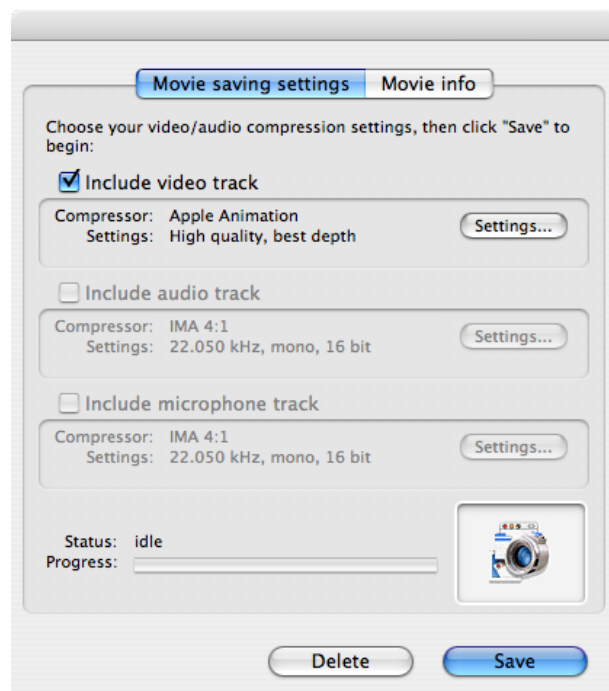 Movie saving settings Movie info
Choose your video/audio compression settings, then click "Save" to
begin:
Include video track
Compressor: Apple Animation
Settings: High quality, best depth
Settings...
Include audio track
Compressor: IMA 4:1
Settings: 22.050 kHz, mono, 16 bit
Settings...
Include microphone track
Compressor: IMA 4:1
Settings: 22.050 kHz, mono, 16 bit
Settings...
Status: idle
Progress:
Delete Save